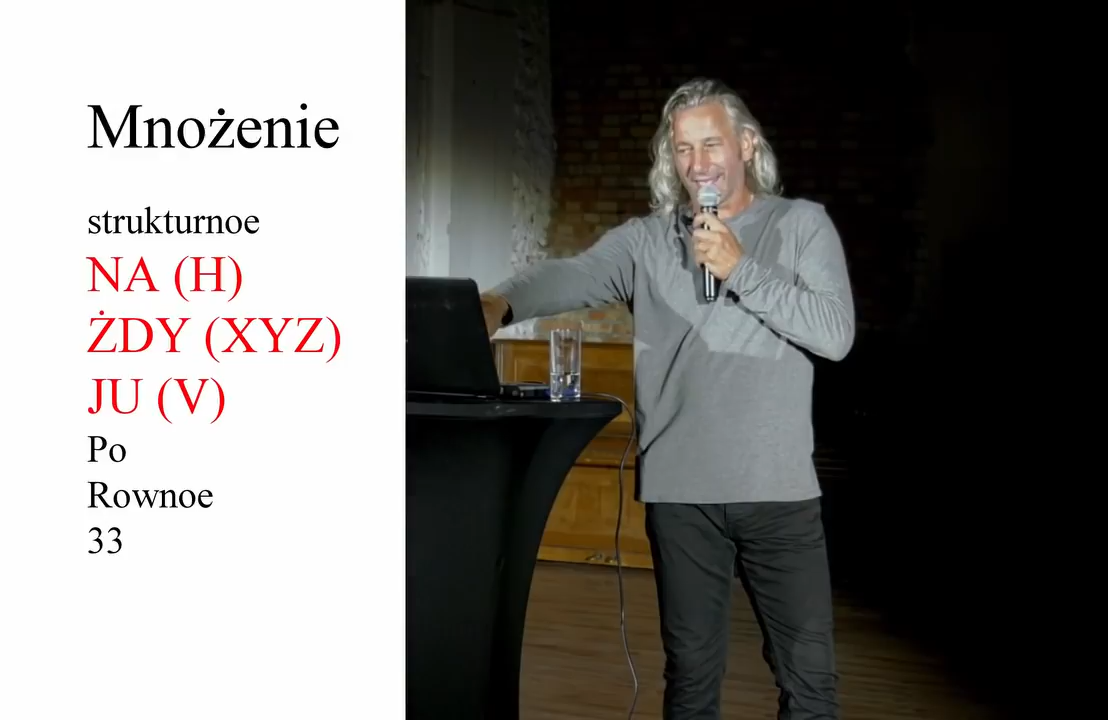 Mnożenie
strukturnoe
NA (H)
ŻDY (XYZ)
JU (V)
Po
Rownoe
33